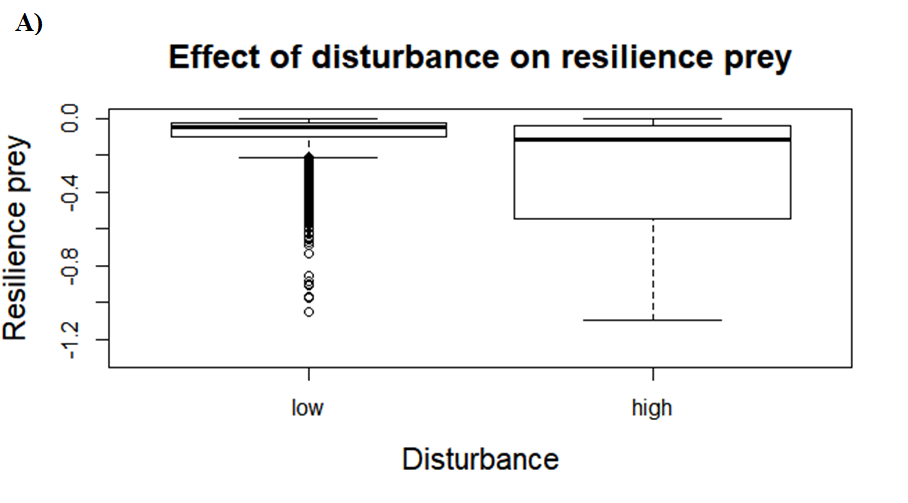 A)
Effect of disturbance on resilience prey
Resilience prey
0.0
-0.4
-0.8
-1.2
low high
Disturbance